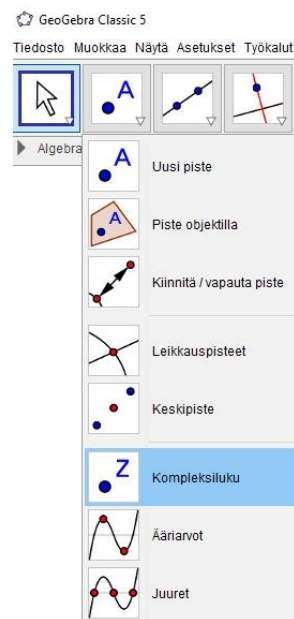 GeoGebra Classic 5
Tiedosto Muokkaa Näytä Asetukset Työkalut
A
Algebra
A
Uusi piste
A
Piste objektilla
Kiinnitä / vapauta piste
Leikkauspisteet
Keskipiste
Z
Kompleksiluku
Ääriarvot
Juuret